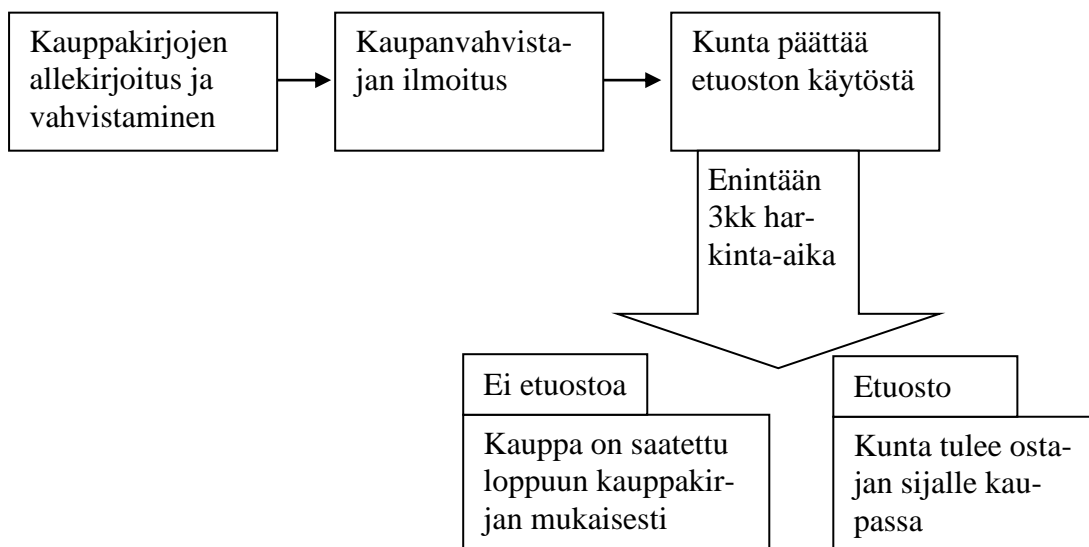 Kauppakirjojen
allekirjoitus ja
vahvistaminen
Kaupanvahvista-
jan ilmoitus
Kunta päättää
etuoston käytöstä
Enintään
3kk har-
kinta-aika
Ei etuostoa
Kauppa on saatettu
loppuun kauppakir-
jan mukaisesti
Etuosto
Kunta tulee osta-
jan sijalle kau-
passa